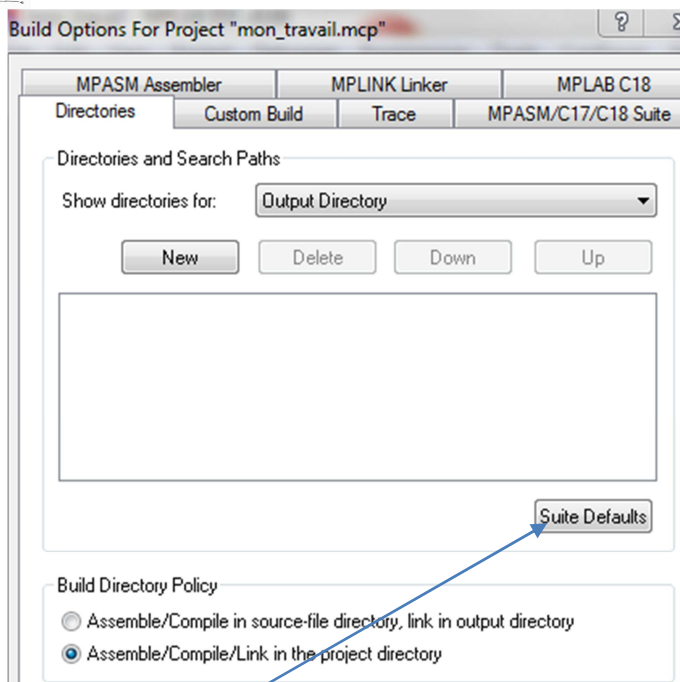 Build Options For Project "mon_travail.mcp"
MPASM Assembler MPLINK Linker MPLAB C18
Directories Custom Build Trace MPASM/C17/C18 Suite
Directories and Search Paths
Show directories for: Output Directory
New Delete Down Up
Suite Defaults
Build Directory Policy
Assemble/Compile in source-file directory, link in output directory
Assemble/Compile/Link in the project directory